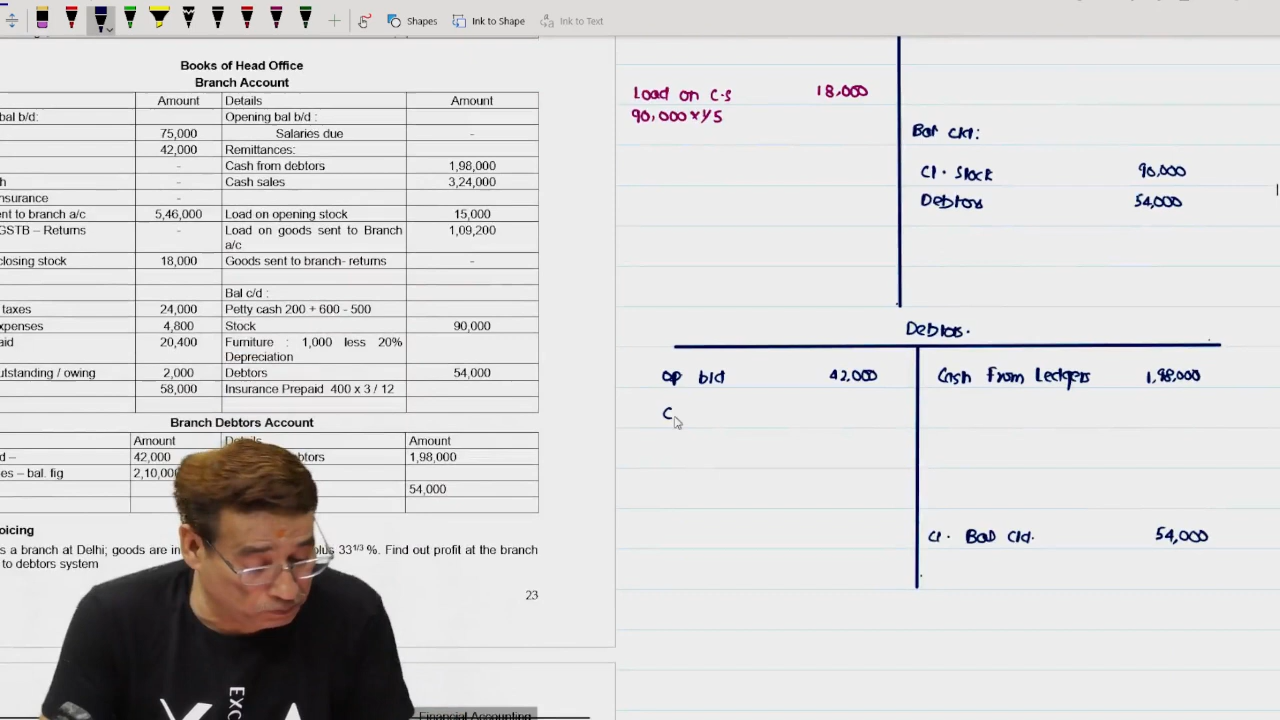 Shapes
Ink to Shape
Ink to Text
Books of Head Office
Branch Account
Amount Details Amount
bal b/d: Opening bal b/d :
75,000 Salaries due -
42,000 Remittances:
- Cash from debtors 1,98,000
- Cash sales 3,24,000
nsurance -
ent to branch a/c 5,46,000 Load on opening stock 15,000
GSTB – Returns - Load on goods sent to Branch 1,09,200
a/c
closing stock 18,000 Goods sent to branch- returns -
Bal c/d :
taxes 24,000 Petty cash 200 + 600 - 500
xpenses 4,800 Stock 90,000
aid 20,400 Furniture : 1,000 less 20%
Depreciation
utstanding / owing 2,000 Debtors 54,000
58,000 Insurance Prepaid 400 x 3 / 12
Branch Debtors Account
Amount Details Amount
d – 42,000 btors 1,98,000
es – bal. fig 2,10,000
54,000
oicing
s a branch at Delhi; goods are in plus 33 1/3 %. Find out profit at the branch
to debtors system
23
Financial Accounting
Load on C.S 18,000
90,000 x 1/5
Bal c/d:
Cl. Stock 90,000
Debtors 54,000
Debtors.
op b/d 42,000 Cash From Ledgers 1,98,000
C
Cl. Bal c/d. 54,000
EXC